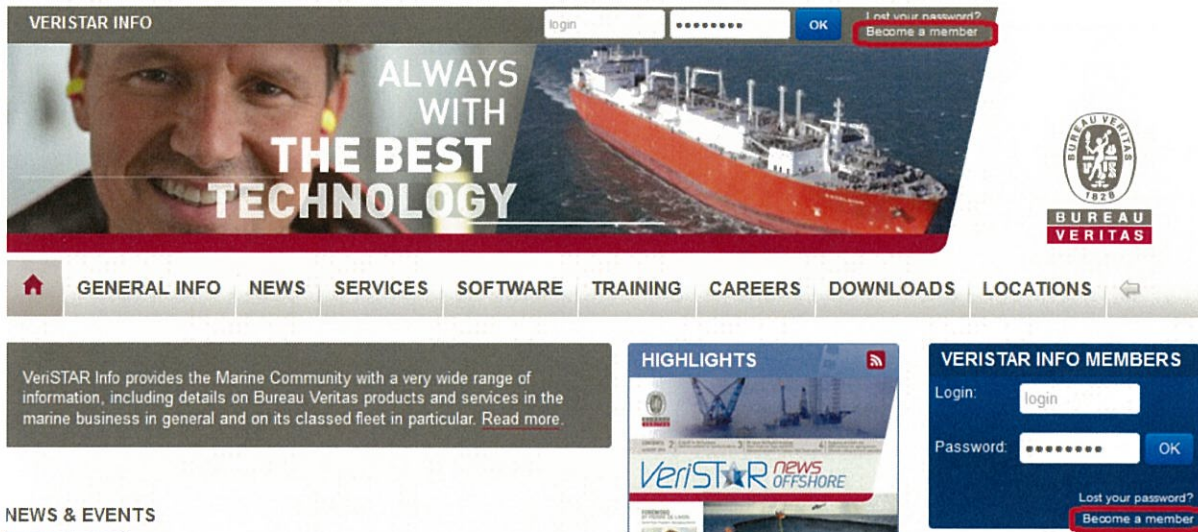 VERISTAR INFO
login
OK
Lost your password?
Become a member
ALWAYS
WITH
THE BEST
TECHNOLOGY
BUREAU VERITAS
1828
BUREAU
VERITAS
GENERAL INFO NEWS SERVICES SOFTWARE TRAINING CAREERS DOWNLOADS LOCATIONS
VeriSTAR Info provides the Marine Community with a very wide range of
information, including details on Bureau Veritas products and services in the
marine business in general and on its classed fleet in particular. Read more.
NEWS & EVENTS
HIGHLIGHTS
VeriSTAR news
OFFSHORE
VERISTAR INFO MEMBERS
Login: login
Password: OK
Lost your password?
Become a member